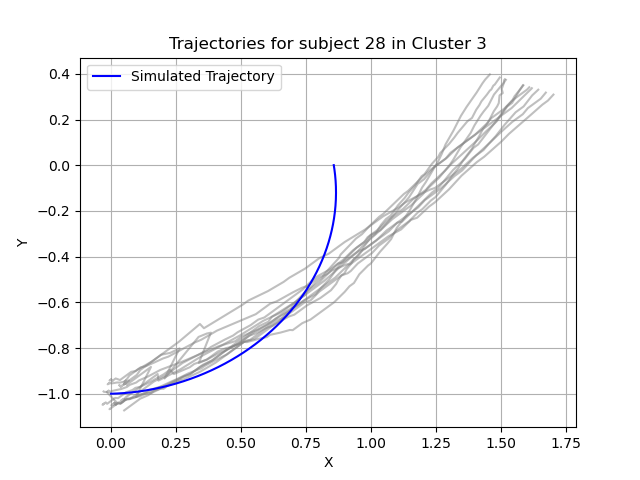 Trajectories for subject 28 in Cluster 3
Simulated Trajectory
0.4
0.2
0.0
−0.2
−0.4
−0.6
−0.8
−1.0
Y
0.00 0.25 0.50 0.75 1.00 1.25 1.50 1.75
X